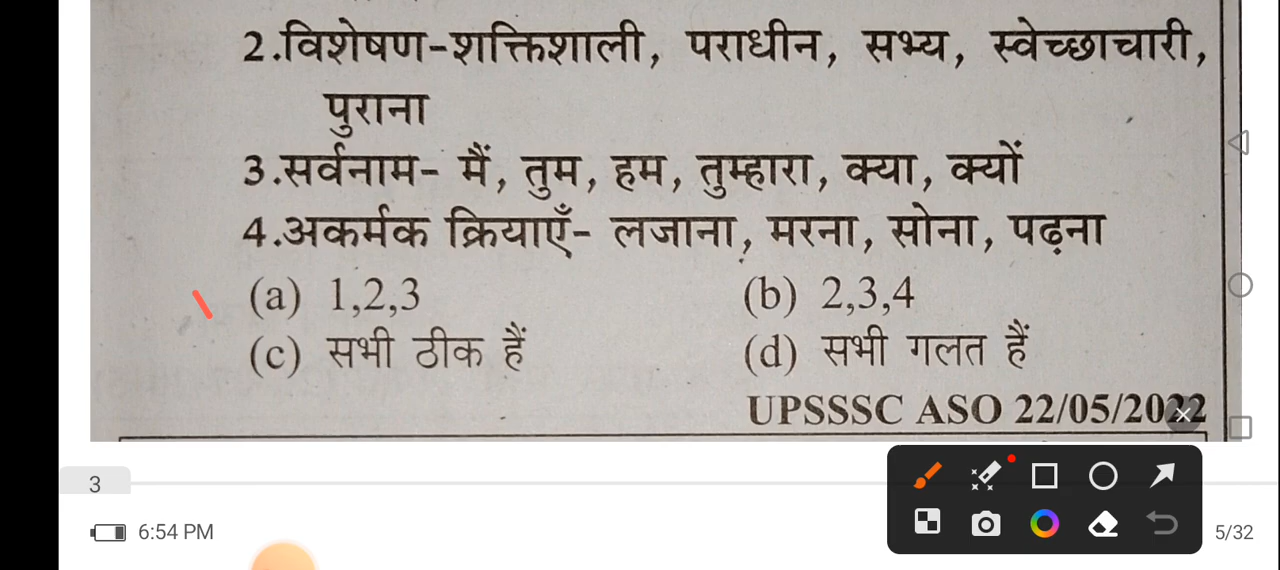 2.विशेषण-शक्तिशाली, पराधीन, सभ्य, स्वेच्छाचारी,
पुराना
3.सर्वनाम- मैं, तुम, हम, तुम्हारा, क्या, क्यों
4.अकर्मक क्रियाएँ- लजाना, मरना, सोना, पढ़ना
(a) 1,2,3 (b) 2,3,4
(c) सभी ठीक हैं (d) सभी गलत हैं
UPSSSC ASO 22/05/2022
3
6:54 PM 5/32